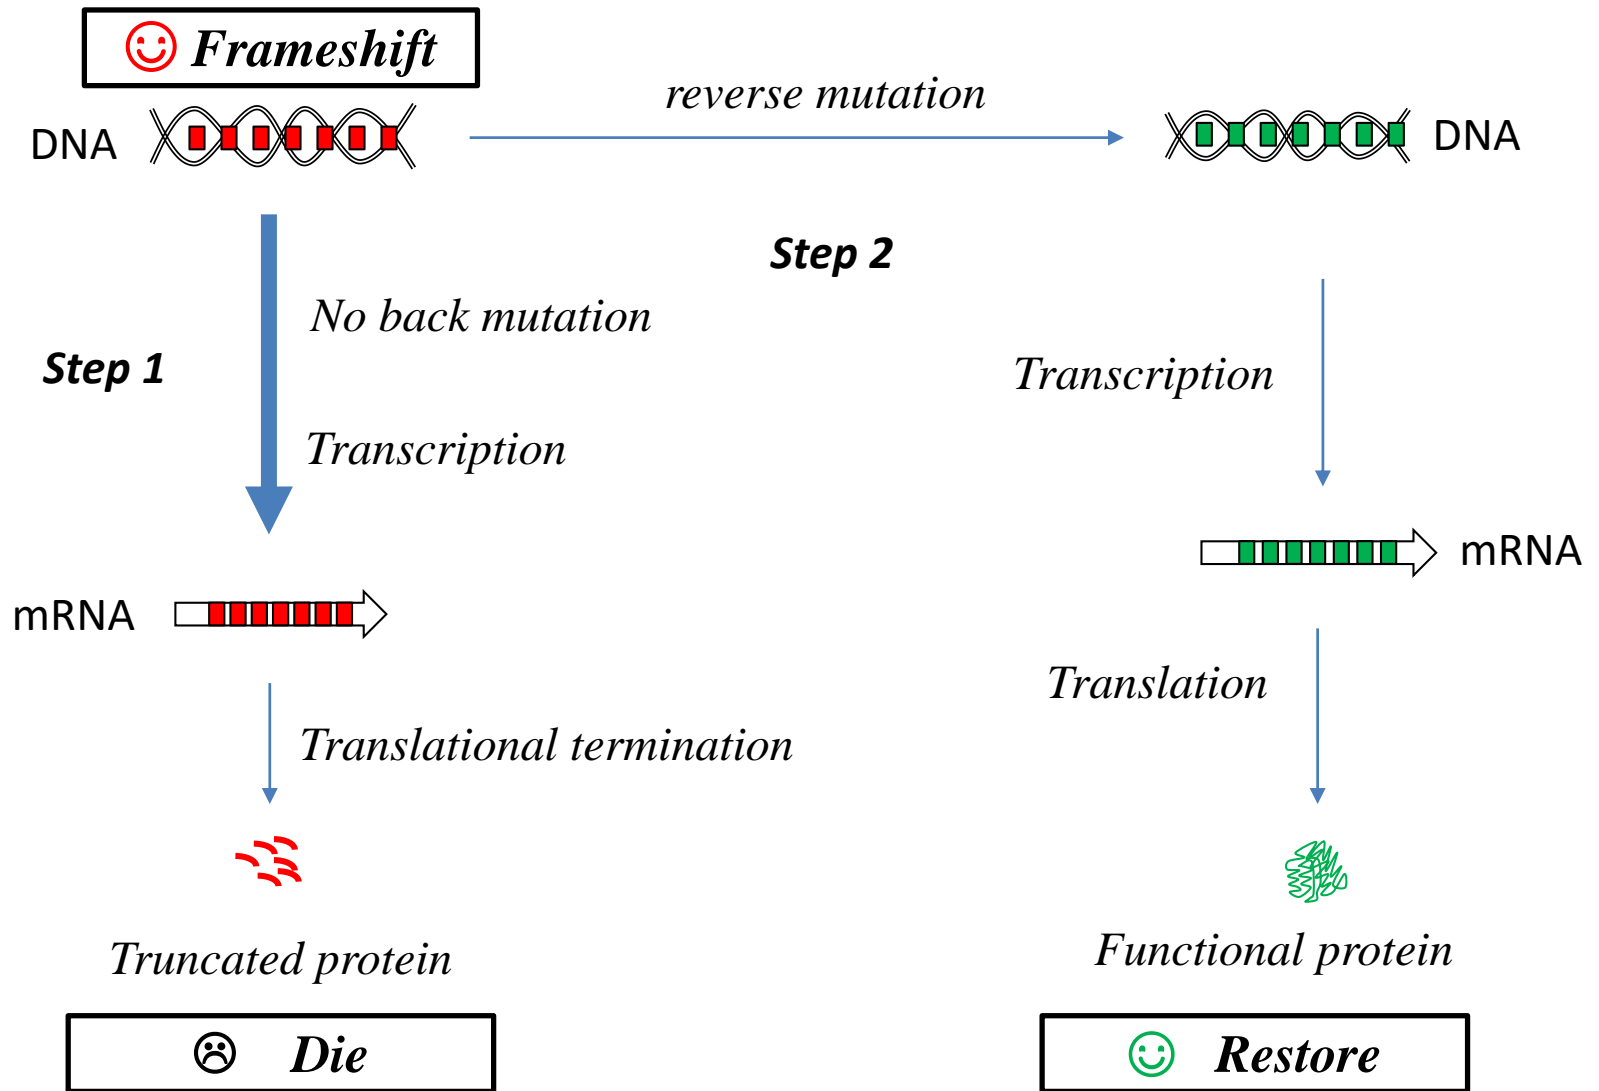 Frameshift
reverse mutation
DNA
DNA
Step 2
No back mutation
Step 1
Transcription
Transcription
mRNA
mRNA
Translation
Translational termination
Truncated protein
Functional protein
Die
Restore